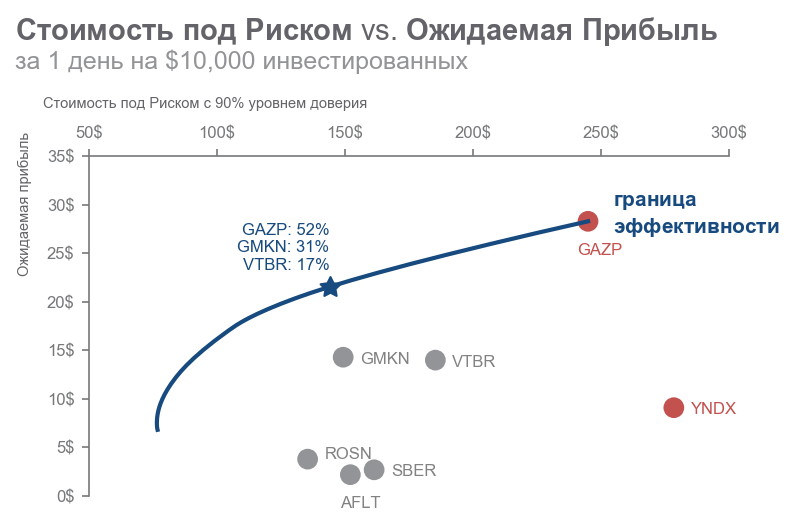 Стоимость под Риском vs. Ожидаемая Прибыль
за 1 день на $10,000 инвестированных
Стоимость под Риском с 90% уровнем доверия
50$ 100$ 150$ 200$ 250$ 300$
Ожидаемая прибыль
35$
30$
25$
20$
15$
10$
5$
0$
граница
эффективности
GAZP: 52%
GMKN: 31%
VTBR: 17%
GAZP
GMKN
VTBR
YNDX
ROSN
SBER
AFLT